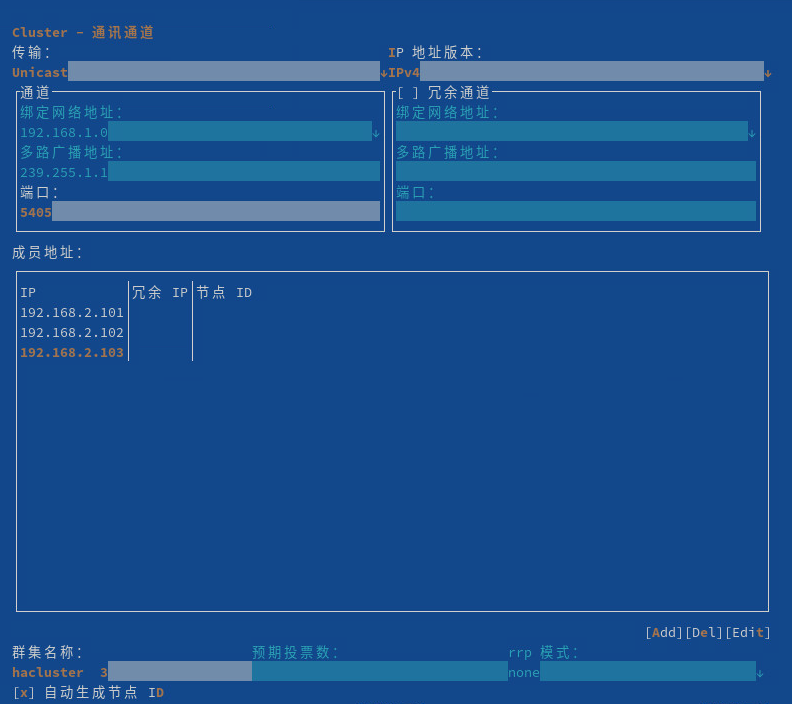 Cluster - 通讯通道
传输: IP 地址版本:
Unicast↓IPv4↓
通道 [ ] 冗余通道
绑定网络地址: 绑定网络地址:
192.168.1.0↓ ↓
多路广播地址: 多路广播地址:
239.255.1.1
端口: 端口:
5405
成员地址:
IP 冗余 IP 节点 ID
192.168.2.101
192.168.2.102
192.168.2.103
[Add][Del][Edit]
群集名称: 预期投票数: rrp 模式:
hacluster 3 none↓
[x] 自动生成节点 ID